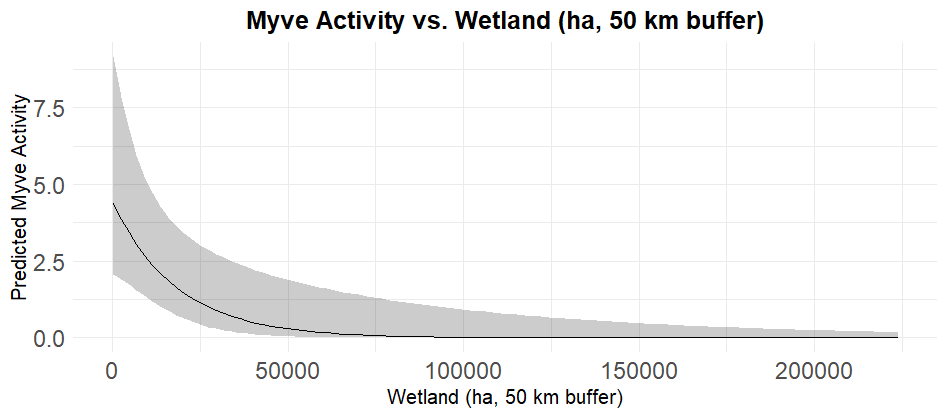 Myve Activity vs. Wetland (ha, 50 km buffer)
Predicted Myve Activity
7.5
5.0
2.5
0.0
0 50000 100000 150000 200000
Wetland (ha, 50 km buffer)